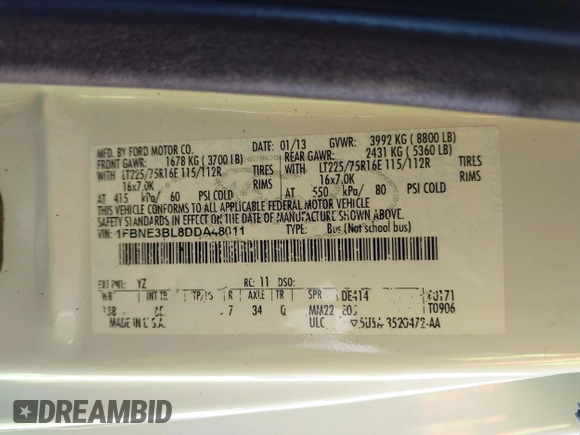 MFD. BY FORD MOTOR CO. DATE: 01/13 GVWR: 3992 KG ( 8800 LB)
FRONT GAWR: 1678 KG ( 3700 LB) REAR GAWR: 2431 KG ( 5360 LB)
WITH LT225/75R16E 115/112R TIRES WITH LT225/75R16E 115/112R TIRES
16x7.0K RIMS 16x7.0K RIMS
AT 415 kPa/ 60 PSI COLD AT 550 kPa/ 80 PSI COLD
THIS VEHICLE CONFORMS TO ALL APPLICABLE FEDERAL MOTOR VEHICLE
SAFETY STANDARDS IN EFFECT ON THE DATE OF MANUFACTURE SHOWN ABOVE.
VIN: 1FBNE3BL8DDA48011 TYPE: Bus (Not school bus)
EXT PNT: YZ RC: 11 DSO:
WB INT TR TP/PS R AXLE TR SPR DE414
7 34 MM22
MADE IN U.S.A. T0906
ULC
DREAMBID